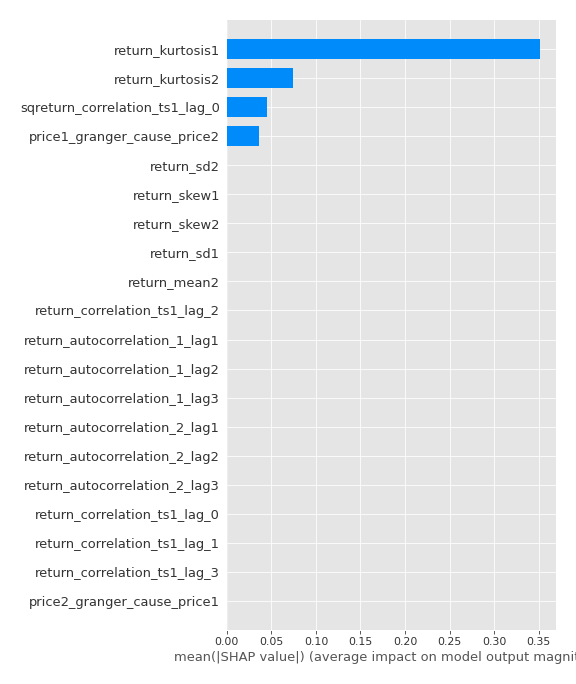 return_kurtosis1
return_kurtosis2
sqreturn_correlation_ts1_lag_0
price1_granger_cause_price2
return_sd2
return_skew1
return_skew2
return_sd1
return_mean2
return_correlation_ts1_lag_2
return_autocorrelation_1_lag1
return_autocorrelation_1_lag2
return_autocorrelation_1_lag3
return_autocorrelation_2_lag1
return_autocorrelation_2_lag2
return_autocorrelation_2_lag3
return_correlation_ts1_lag_0
return_correlation_ts1_lag_1
return_correlation_ts1_lag_3
price2_granger_cause_price1
0.00 0.05 0.10 0.15 0.20 0.25 0.30 0.35
mean(|SHAP value|) (average impact on model output magnit